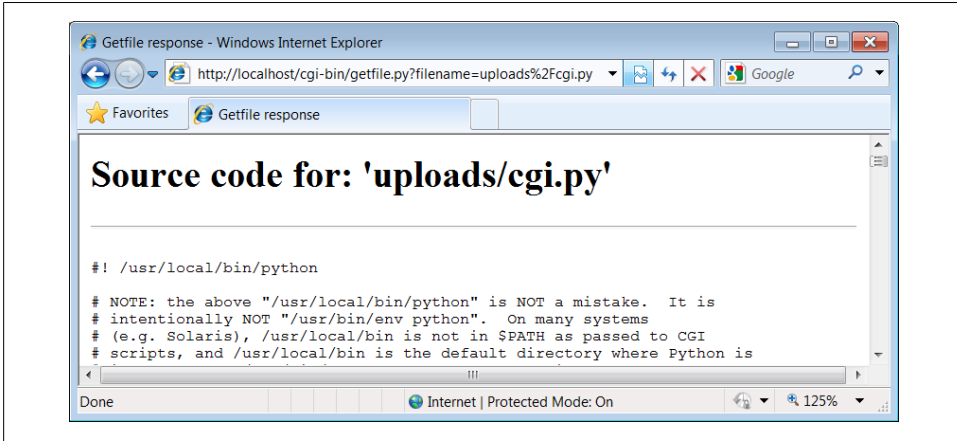 Getfile response - Windows Internet Explorer
http://localhost/cgi-bin/getfile.py?filename=uploads%2Fcgi.py
Google
Favorites
Getfile response
Source code for: 'uploads/cgi.py'
#! /usr/local/bin/python
# NOTE: the above "/usr/local/bin/python" is NOT a mistake.  It is
# intentionally NOT "/usr/bin/env python".  On many systems
# (e.g. Solaris), /usr/local/bin is not in $PATH as passed to CGI
# scripts, and /usr/local/bin is the default directory where Python is
Done
Internet | Protected Mode: On
125%